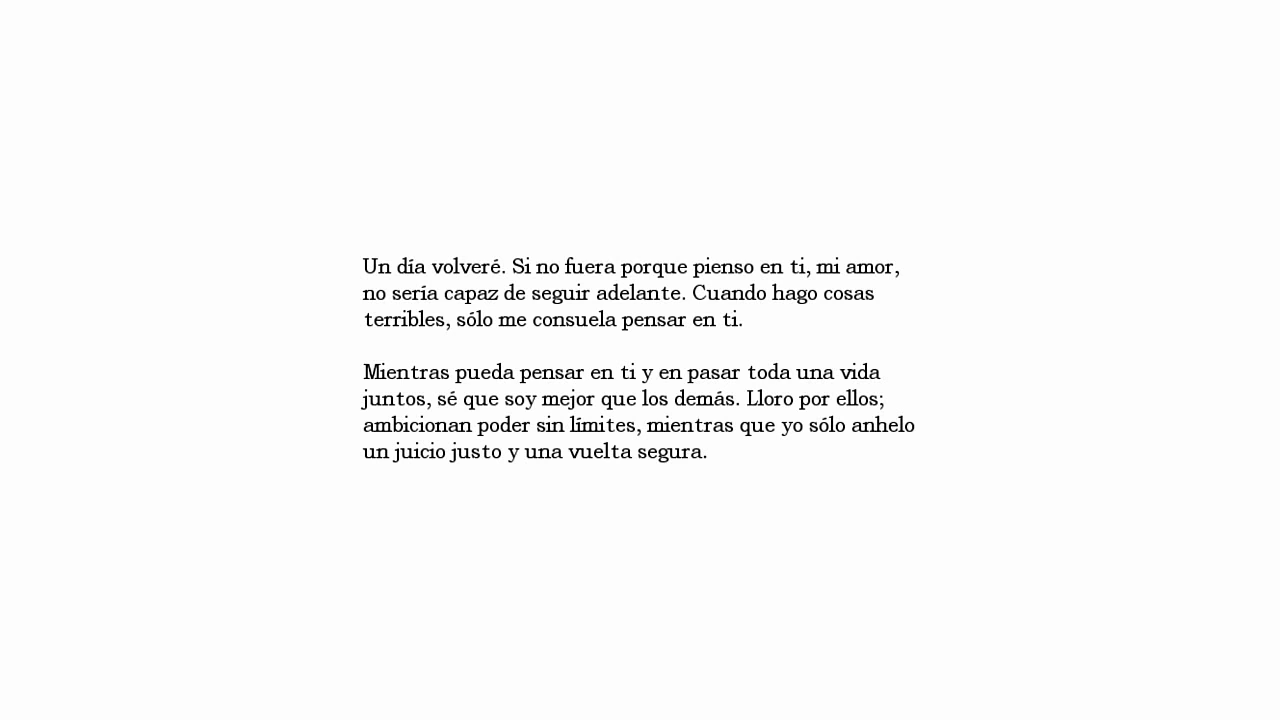 Un día volveré. Si no fuera porque pienso en ti, mi amor,
no sería capaz de seguir adelante. Cuando hago cosas
terribles, sólo me consuela pensar en ti.
Mientras pueda pensar en ti y en pasar toda una vida
juntos, sé que soy mejor que los demás. Lloro por ellos;
ambicionan poder sin límites, mientras que yo sólo anhelo
un juicio justo y una vuelta segura.